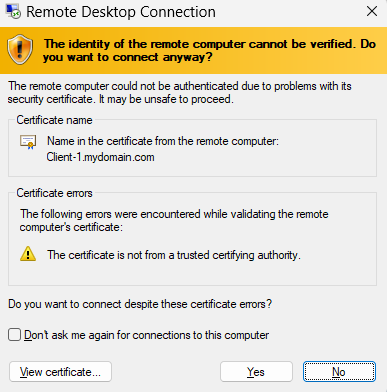 Remote Desktop Connection
The identity of the remote computer cannot be verified. Do
you want to connect anyway?
The remote computer could not be authenticated due to problems with its
security certificate. It may be unsafe to proceed.
Certificate name
Name in the certificate from the remote computer:
Client-1.mydomain.com
Certificate errors
The following errors were encountered while validating the remote
computer's certificate:
The certificate is not from a trusted certifying authority.
Do you want to connect despite these certificate errors?
Don't ask me again for connections to this computer
View certificate...
Yes
No